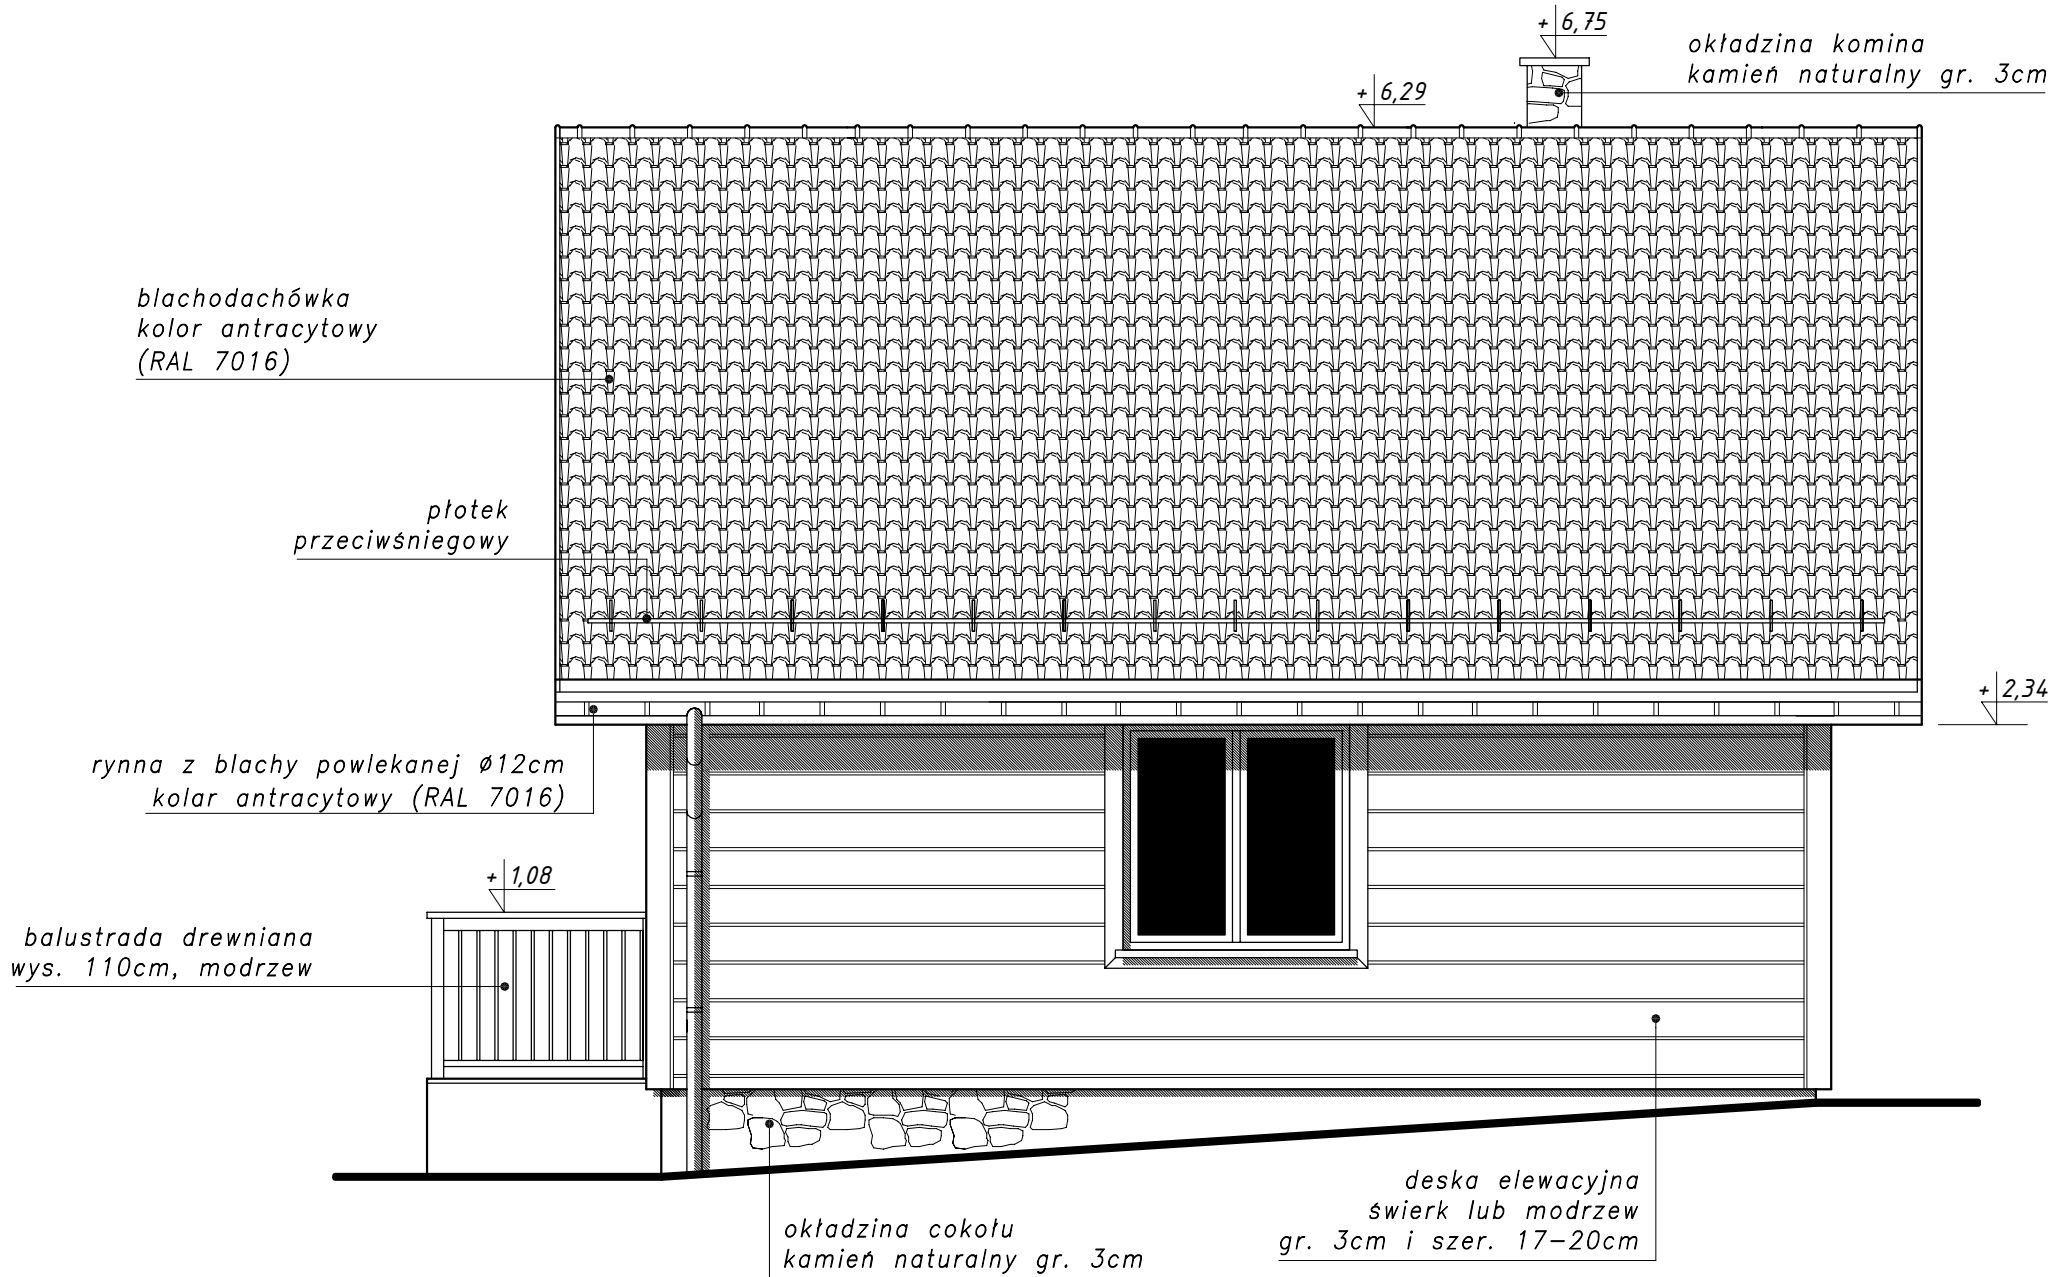 + 6,75
okładzina komina
kamień naturalny gr. 3cm
+ 6,29
blachodachówka
kolor antracytowy
(RAL 7016)
płotek
przeciwśniegowy
+ 2,34
rynna z blachy powlekanej Ø12cm
kolar antracytowy (RAL 7016)
+ 1,08
balustrada drewniana
wys. 110cm, modrzew
deska elewacyjna
świerk lub modrzew
gr. 3cm i szer. 17-20cm
okładzina cokołu
kamień naturalny gr. 3cm